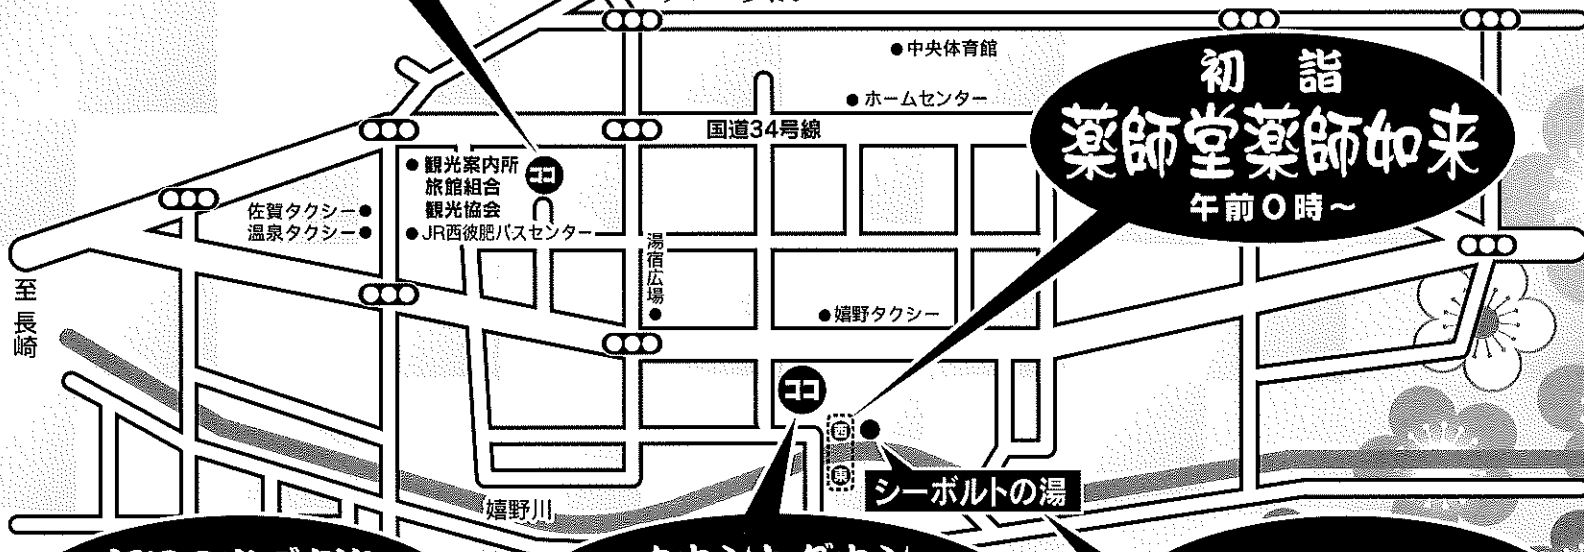 中央体育館
ホームセンター
国道34号線
初詣
薬師堂薬師如来
午前0時～
観光案内所
旅館組合
観光協会
ココ
佐賀タクシー
温泉タクシー
JR西彼肥バスセンター
湯宿広場
嬉野タクシー
至長崎
ココ
西
東
シーボルトの湯
嬉野川